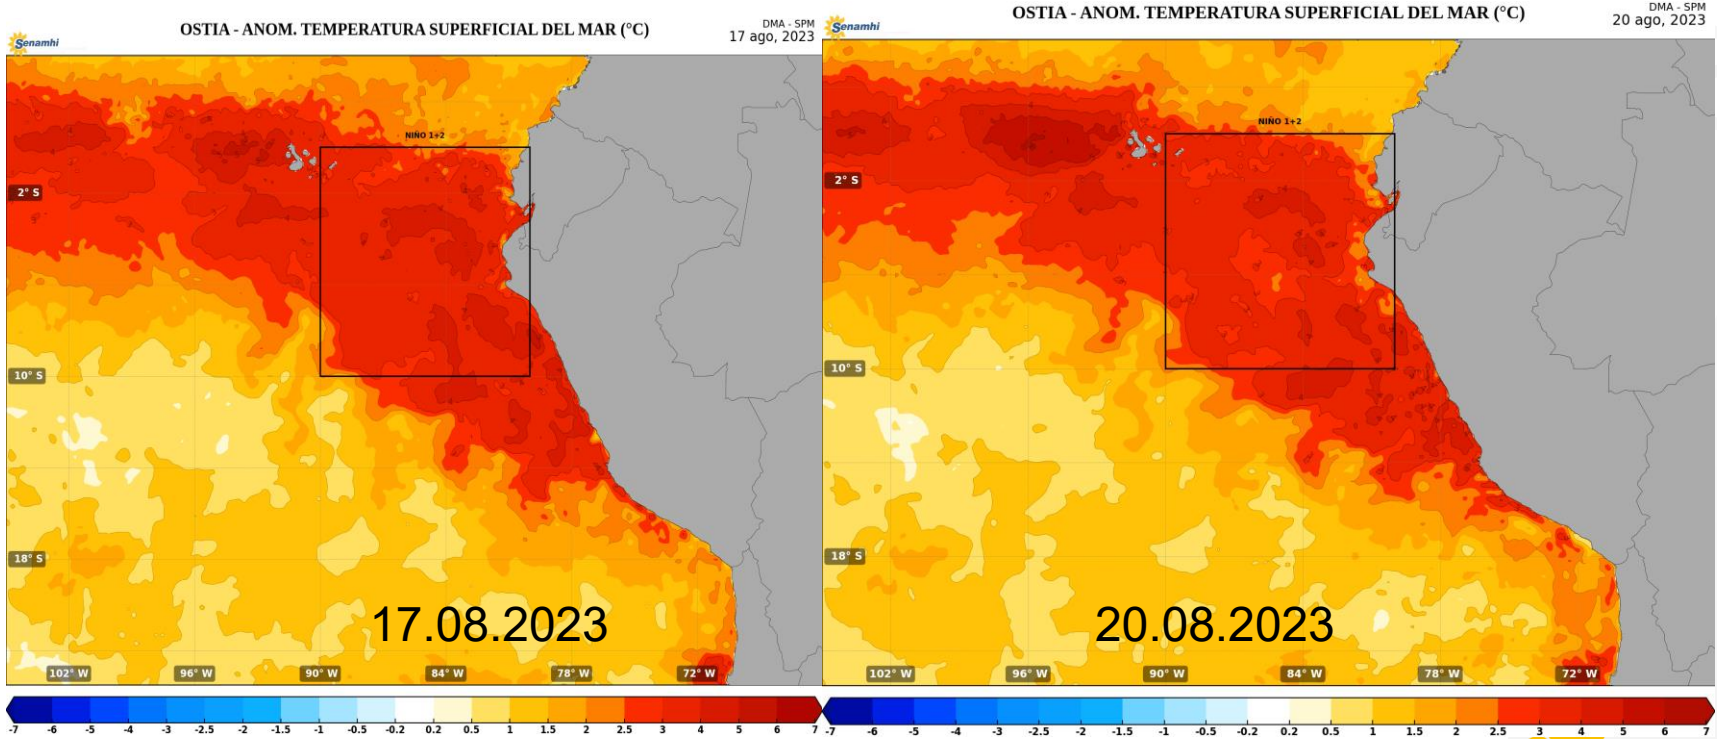 OSTIA - ANOM. TEMPERATURA SUPERFICIAL DEL MAR (°C)
DMA - SPM
17 ago, 2023
Senamhi
NIÑO 1+2
2° S
10° S
18° S
17.08.2023
102° W 96° W 90° W 84° W 78° W 72° W
-7 -6 -5 -4 -3 -2.5 -2 -1.5 -1 -0.5 -0.2 0.2 0.5 1 1.5 2 2.5 3 4 5 6 7
OSTIA - ANOM. TEMPERATURA SUPERFICIAL DEL MAR (°C)
DMA - SPM
20 ago, 2023
Senamhi
NIÑO 1+2
2° S
10° S
18° S
20.08.2023
102° W 96° W 90° W 84° W 78° W 72° W
-7 -6 -5 -4 -3 -2.5 -2 -1.5 -1 -0.5 -0.2 0.2 0.5 1 1.5 2 2.5 3 4 5 6 7